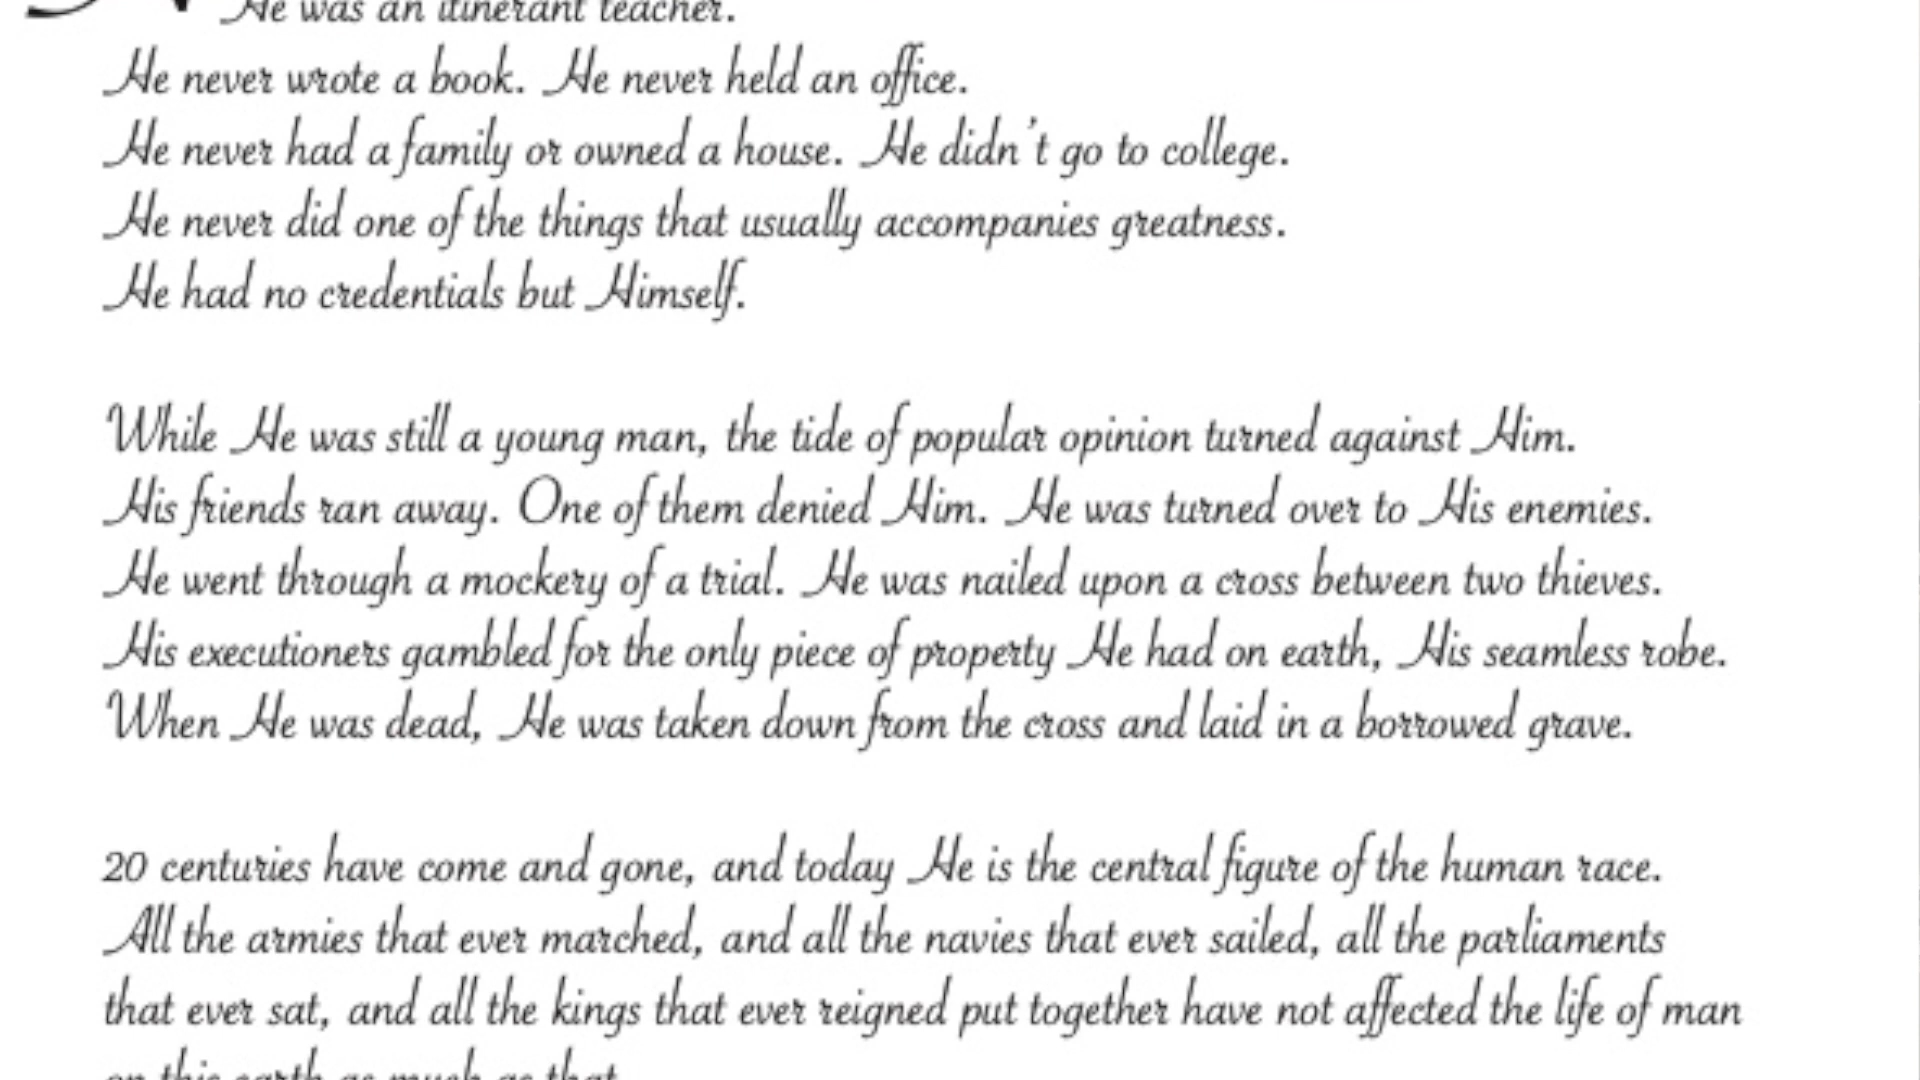 He was an itinerant teacher.
He never wrote a book. He never held an office.
He never had a family or owned a house. He didn't go to college.
He never did one of the things that usually accompanies greatness.
He had no credentials but Himself.
While He was still a young man, the tide of popular opinion turned against Him.
His friends ran away. One of them denied Him. He was turned over to His enemies.
He went through a mockery of a trial. He was nailed upon a cross between two thieves.
His executioners gambled for the only piece of property He had on earth, His seamless robe.
When He was dead, He was taken down from the cross and laid in a borrowed grave.
20 centuries have come and gone, and today He is the central figure of the human race.
All the armies that ever marched, and all the navies that ever sailed, all the parliaments
that ever sat, and all the kings that ever reigned put together have not affected the life of man
on this earth as much as that